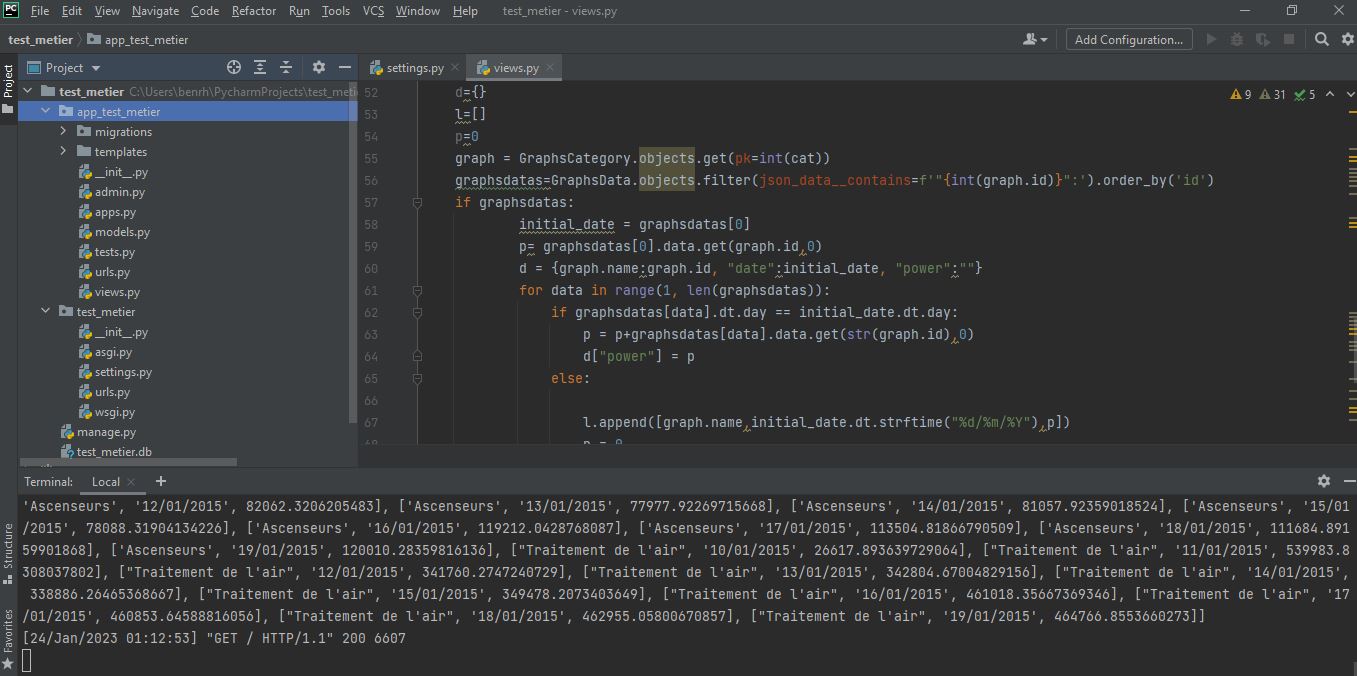 PC File Edit View Navigate Code Refactor Run Tools VCS Window Help test_metier - views.py
test_metier app_test_metier Add Configuration...
Project
Project
settings.py
views.py
test_metier C:\Users\benrh\PycharmProjects\test_metie
app_test_metier
migrations
templates
__init__.py
admin.py
apps.py
models.py
tests.py
urls.py
views.py
test_metier
__init__.py
asgi.py
settings.py
urls.py
wsgi.py
manage.py
test_metier.db
9 31 5
52 d={}
53 l=[]
54 p=0
55 graph = GraphsCategory.objects.get(pk=int(cat))
56 graphsdatas=GraphsData.objects.filter(json_data__contains=f'"{int(graph.id)}":').order_by('id')
57 if graphsdatas:
58 initial_date = graphsdatas[0]
59 p= graphsdatas[0].data.get(graph.id,0)
60 d = {graph.name:graph.id, "date":initial_date, "power":""}
61 for data in range(1, len(graphsdatas)):
62 if graphsdatas[data].dt.day == initial_date.dt.day:
63 p = p+graphsdatas[data].data.get(str(graph.id),0)
64 d["power"] = p
65 else:
66
67 l.append([graph.name,initial_date.dt.strftime("%d/%m/%Y"),p])
68 p = 0
Terminal: Local
Structure
Favorites
'Ascenseurs', '12/01/2015', 82062.3206205483], ['Ascenseurs', '13/01/2015', 77977.92269715668], ['Ascenseurs', '14/01/2015', 81057.92359018524], ['Ascenseurs', '15/01
/2015', 78088.31904134226], ['Ascenseurs', '16/01/2015', 119212.0428768087], ['Ascenseurs', '17/01/2015', 113504.81866790509], ['Ascenseurs', '18/01/2015', 111684.891
59901868], ['Ascenseurs', '19/01/2015', 120010.28359816136], ["Traitement de l'air", '10/01/2015', 26617.893639729064], ["Traitement de l'air", '11/01/2015', 539983.8
308037802], ["Traitement de l'air", '12/01/2015', 341760.2747240729], ["Traitement de l'air", '13/01/2015', 342804.67004829156], ["Traitement de l'air", '14/01/2015',
338886.26465368667], ["Traitement de l'air", '15/01/2015', 349478.2073403649], ["Traitement de l'air", '16/01/2015', 461018.35667369346], ["Traitement de l'air", '17
/01/2015', 460853.64588816056], ["Traitement de l'air", '18/01/2015', 462955.05800670857], ["Traitement de l'air", '19/01/2015', 464766.8553660273]]
[24/Jan/2023 01:12:53] "GET / HTTP/1.1" 200 6607